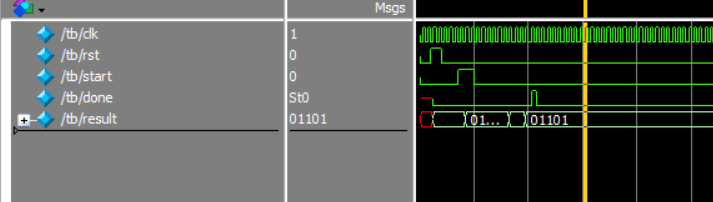 Msgs
/tb/clk 1
/tb/rst 0
/tb/start 0
/tb/done St0
/tb/result 01101 01... 01101